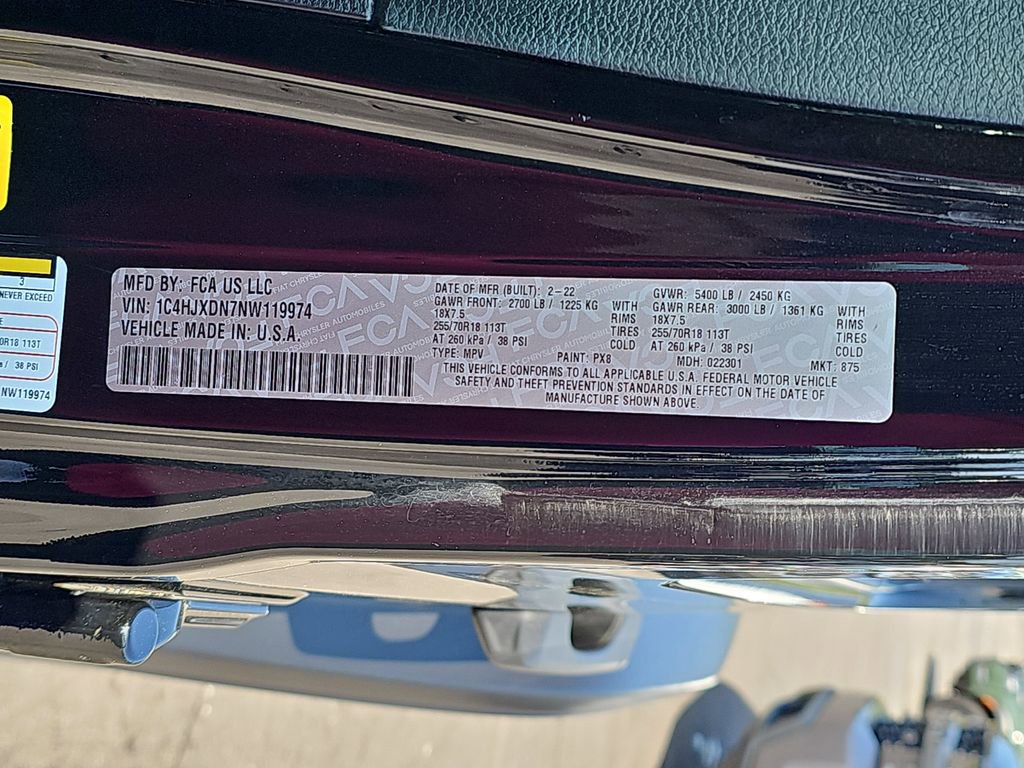 MFD BY: FCA US LLC
VIN: 1C4HJXDN7NW119974
VEHICLE MADE IN U.S.A.
DATE OF MFR (BUILT): 2-22
GAWR FRONT: 2700 LB / 1225 KG WITH
18X7.5 RIMS
255/70R18 113T TIRES
AT 260 kPa / 38 PSI COLD
TYPE: MPV PAINT: PX8
GVWR: 5400 LB / 2450 KG
GAWR REAR: 3000 LB / 1361 KG WITH
18X7.5 RIMS
255/70R18 113T TIRES
AT 260 kPa / 38 PSI COLD
MDH: 022301 MKT: 875
THIS VEHICLE CONFORMS TO ALL APPLICABLE U.S.A. FEDERAL MOTOR VEHICLE
SAFETY AND THEFT PREVENTION STANDARDS IN EFFECT ON THE DATE OF
MANUFACTURE SHOWN ABOVE.
3
NEVER EXCEED
70R18 113T
/ 38 PSI
NW119974